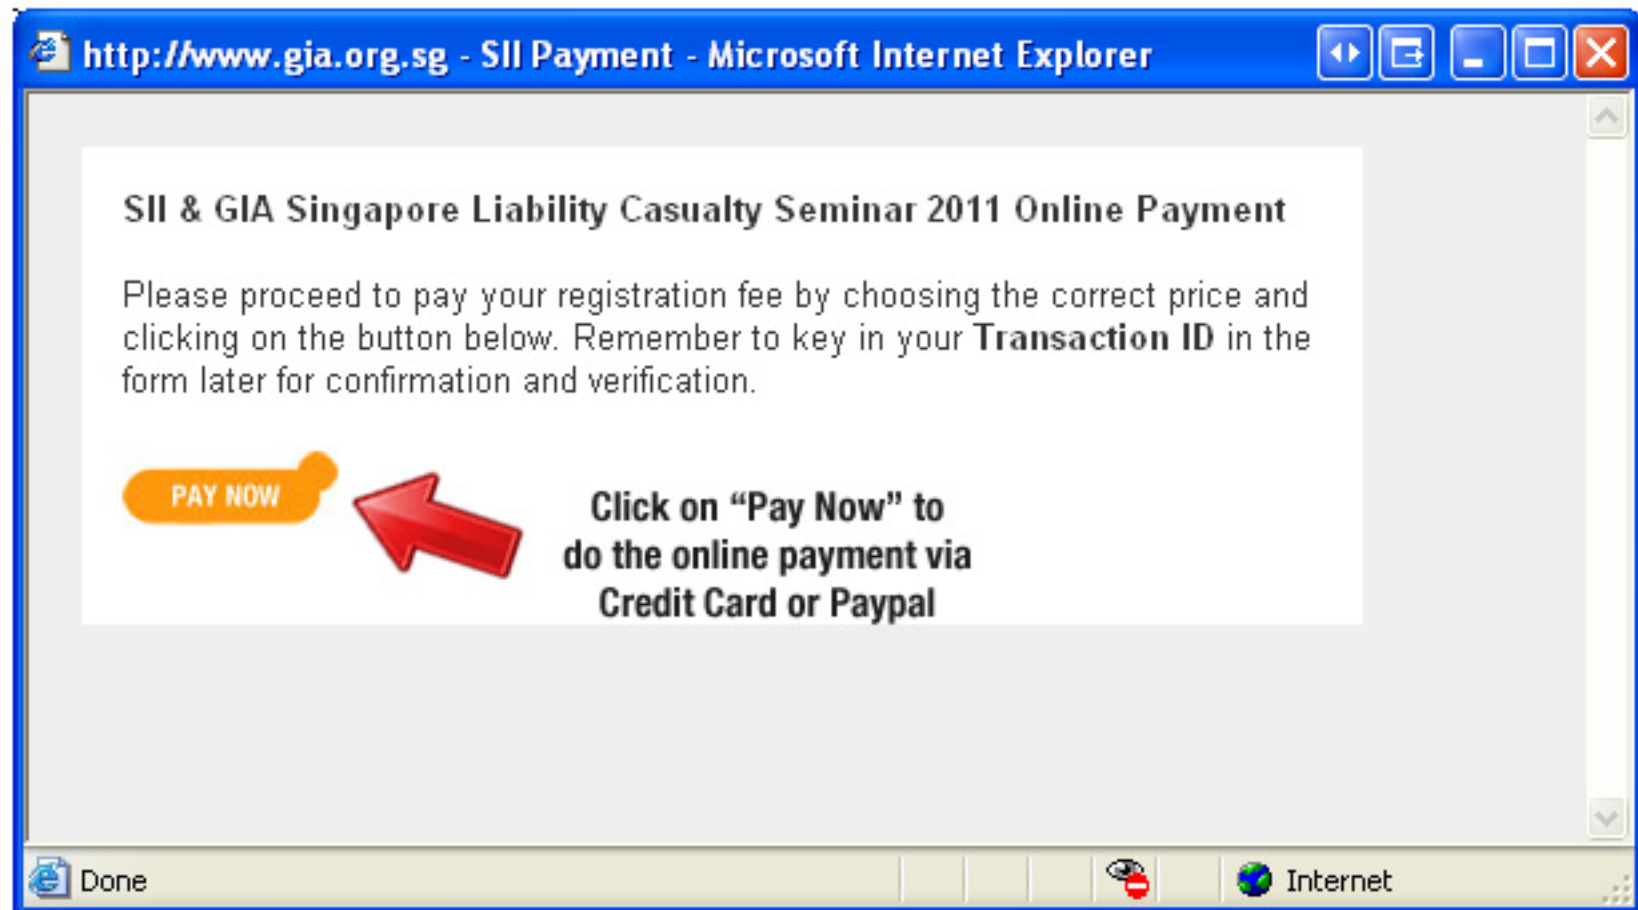 http://www.gia.org.sg - SII Payment - Microsoft Internet Explorer
SII & GIA Singapore Liability Casualty Seminar 2011 Online Payment
Please proceed to pay your registration fee by choosing the correct price and
clicking on the button below. Remember to key in your Transaction ID in the
form later for confirmation and verification.
PAY NOW
Click on “Pay Now” to
do the online payment via
Credit Card or Paypal
Done
Internet